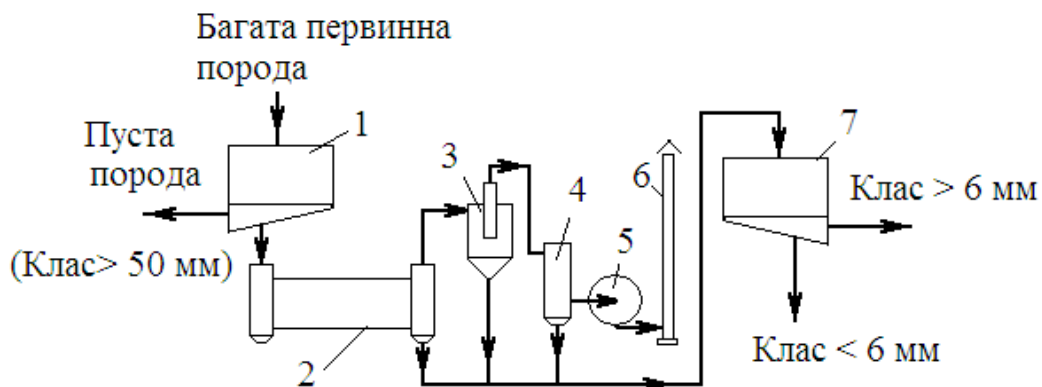 Багата первинна
порода
1
Пуста
порода
(Клас> 50 мм)
2
3
4
5
6
7
Клас > 6 мм
Клас < 6 мм